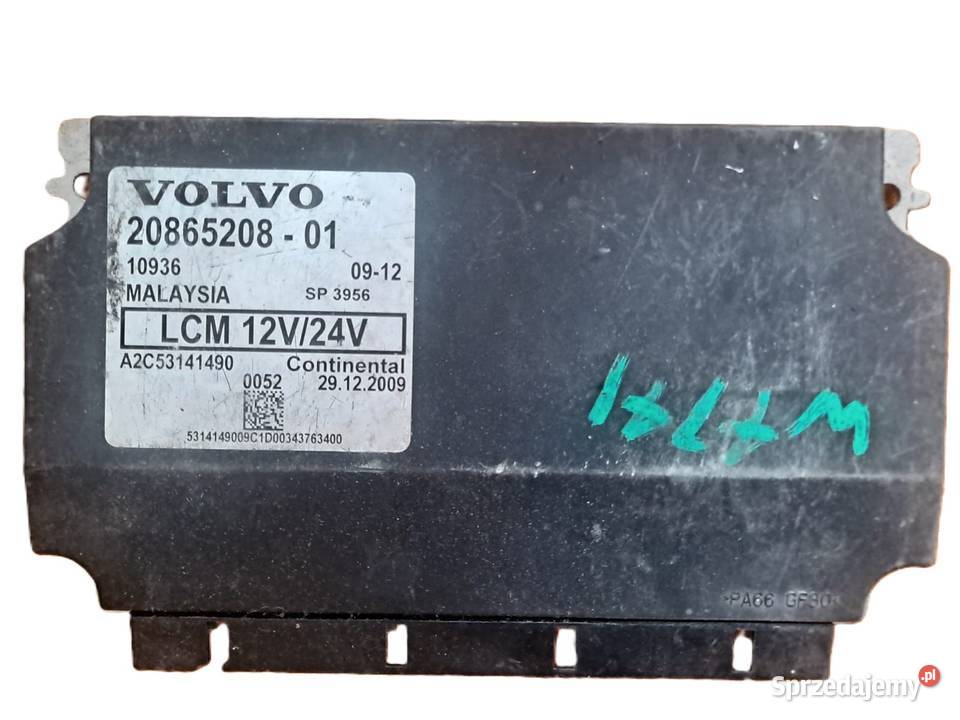 VOLVO
20865208 - 01
10936 09-12
MALAYSIA SP 3956
LCM 12V/24V
A2C53141490 Continental
0052 29.12.2009
5314149009C1D00343763400
>PA66 GF30<
Sprzedajemy.pl